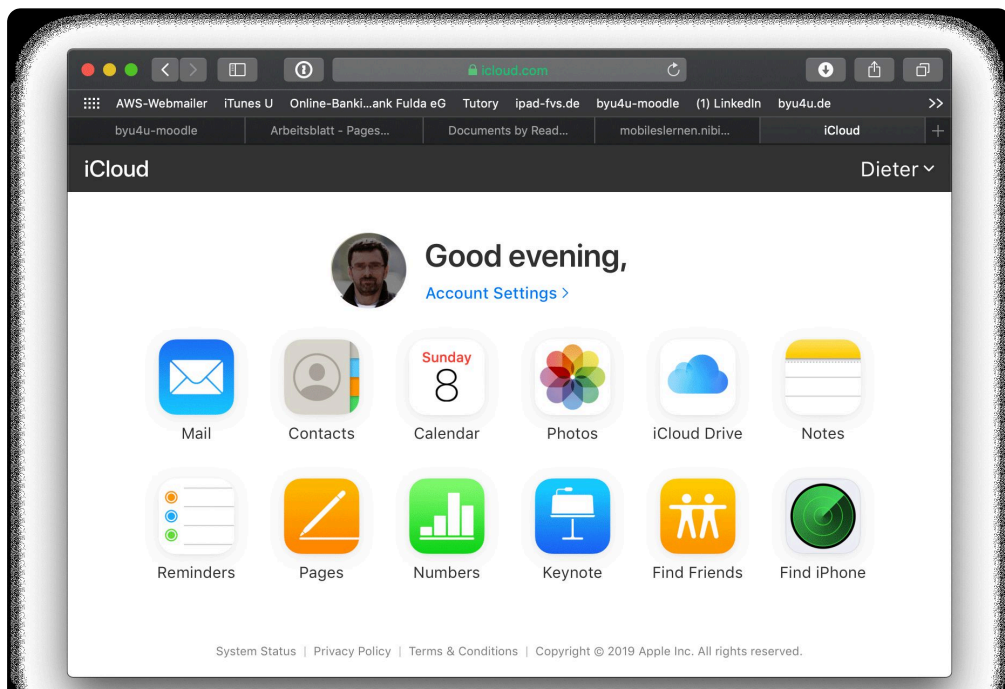 icloud.com
AWS-Webmailer iTunes U Online-Banki...ank Fulda eG Tutory ipad-fvs.de byu4u-moodle (1) LinkedIn byu4u.de >>
byu4u-moodle Arbeitsblatt - Pages... Documents by Read... mobileslernen.nibi... iCloud +
iCloud Dieter
Good evening,
Account Settings >
Sunday
8
Mail Contacts Calendar Photos iCloud Drive Notes
Reminders Pages Numbers Keynote Find Friends Find iPhone
System Status | Privacy Policy | Terms & Conditions | Copyright © 2019 Apple Inc. All rights reserved.